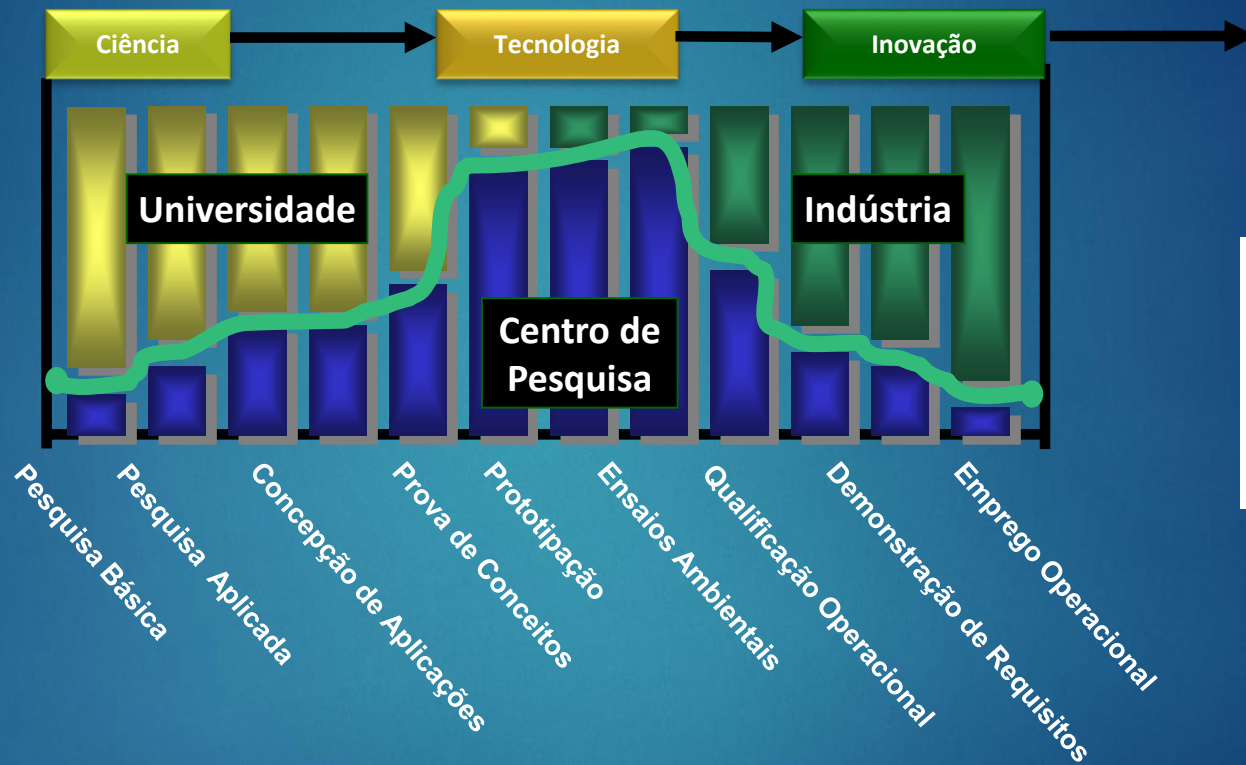 Ciência
Tecnologia
Inovação
Universidade
Indústria
Centro de
Pesquisa
Pesquisa Básica
Pesquisa Aplicada
Concepção de Aplicações
Prova de Conceitos
Prototipação
Ensaios Ambientais
Qualificação Operacional
Demonstração de Requisitos
Emprego Operacional